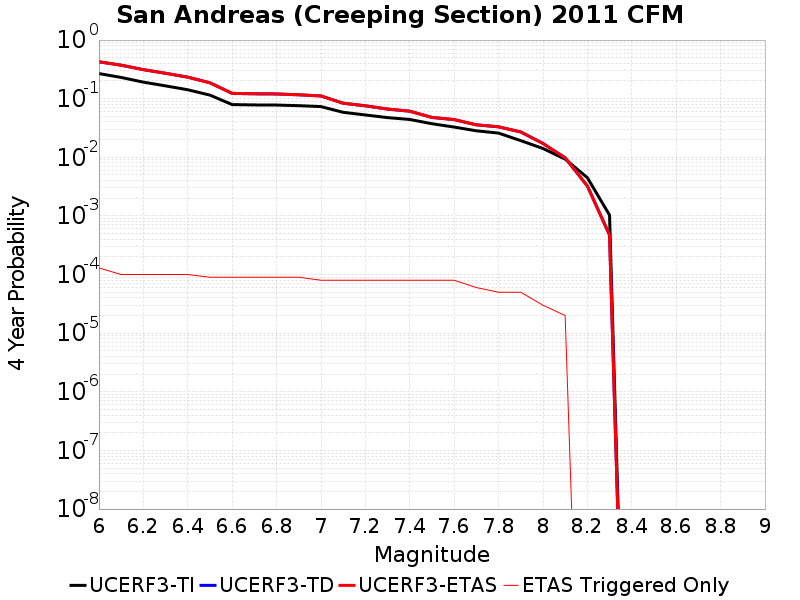 San Andreas (Creeping Section) 2011 CFM
4 Year Probability
10^0
10^-1
10^-2
10^-3
10^-4
10^-5
10^-6
10^-7
10^-8
6 6.2 6.4 6.6 6.8 7 7.2 7.4 7.6 7.8 8 8.2 8.4 8.6 8.8 9
Magnitude
UCERF3-TI UCERF3-TD UCERF3-ETAS ETAS Triggered Only